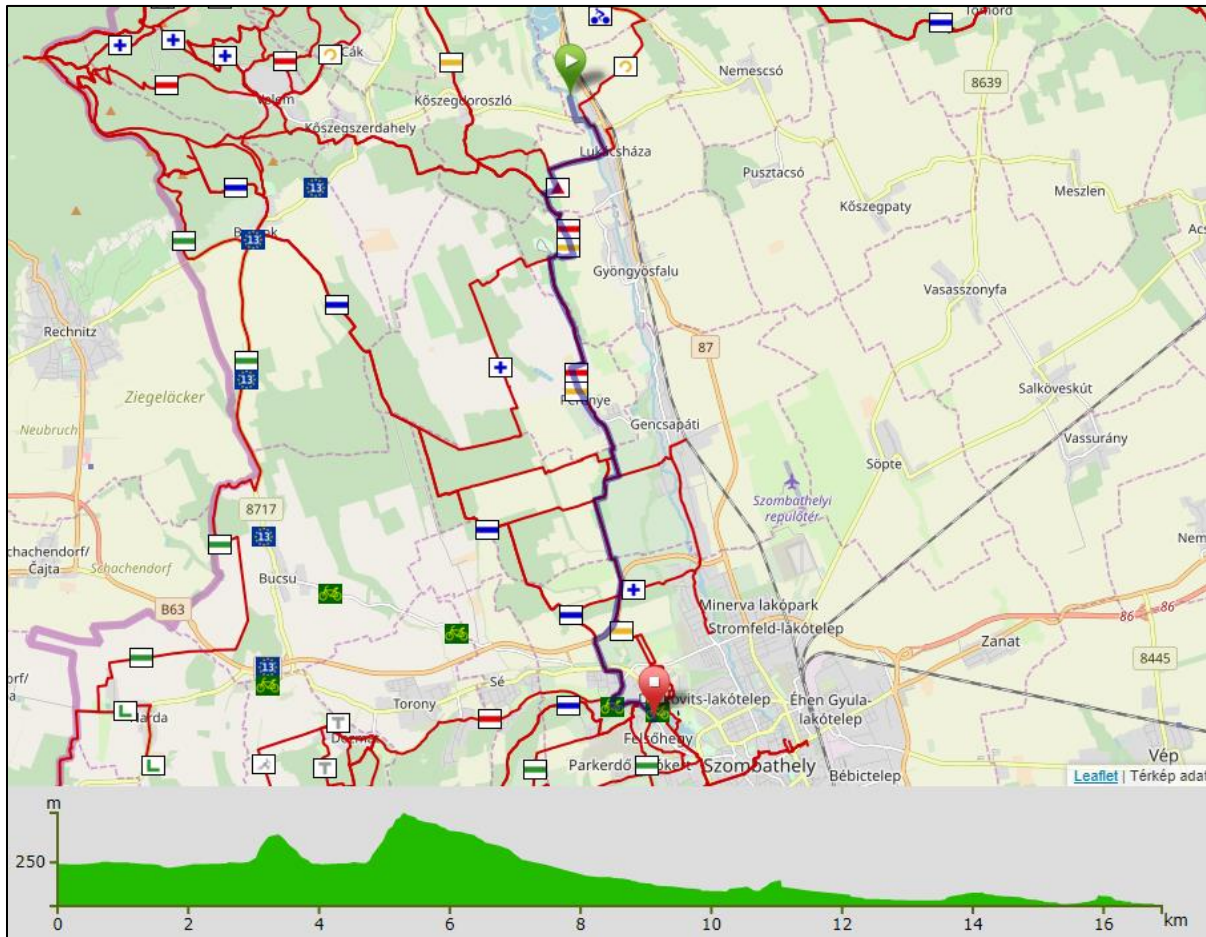 Tömörd
Cák
Nemescsó
8639
Velem
Kőszegdoroszló
Kőszegszerdahely
Lukácsháza
Pusztacsó
Meszlen
13
Kőszegpaty
13
Gyöngyösfalu
Vasasszonyfa
Rechnitz
87
13
Ziegeläcker
Perenye
Salköveskút
Neubruch
Gencsapáti
Vassurány
Söpte
8717
Szombathelyi
repülőtér
13
Schachendorf/
Čajta
Schachendorf
Bucsu
B63
Minerva lakópark
Stromfeld-lakótelep
86
86
Zanat
8445
13
Sé
Torony
Éhen Gyula-
lakótelep
L
Narda
T
Felsőhegy
Vép
L
T
Parkerdő
Szombathely
Bébictelep
Leaflet | Térkép adat
m
250
0 2 4 6 8 10 12 14 16 km